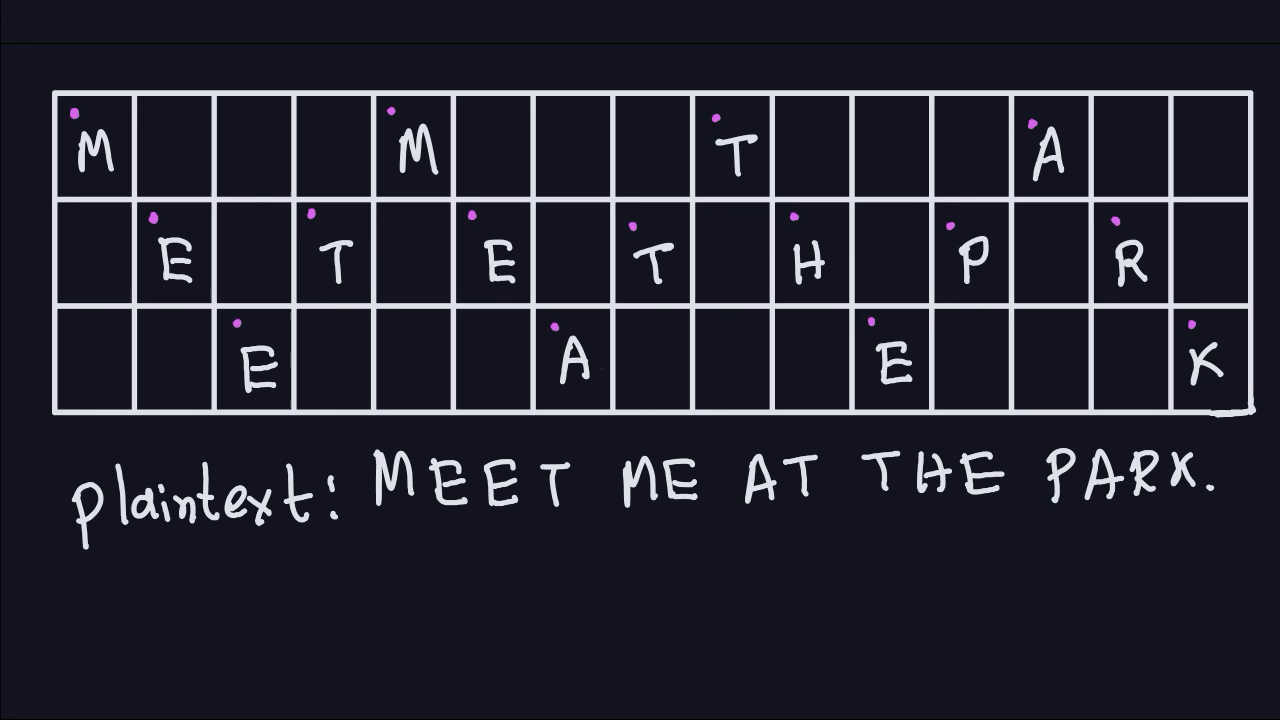 M M T A
E T E T H P R
E A E K
plaintext: MEET ME AT THE PARK.